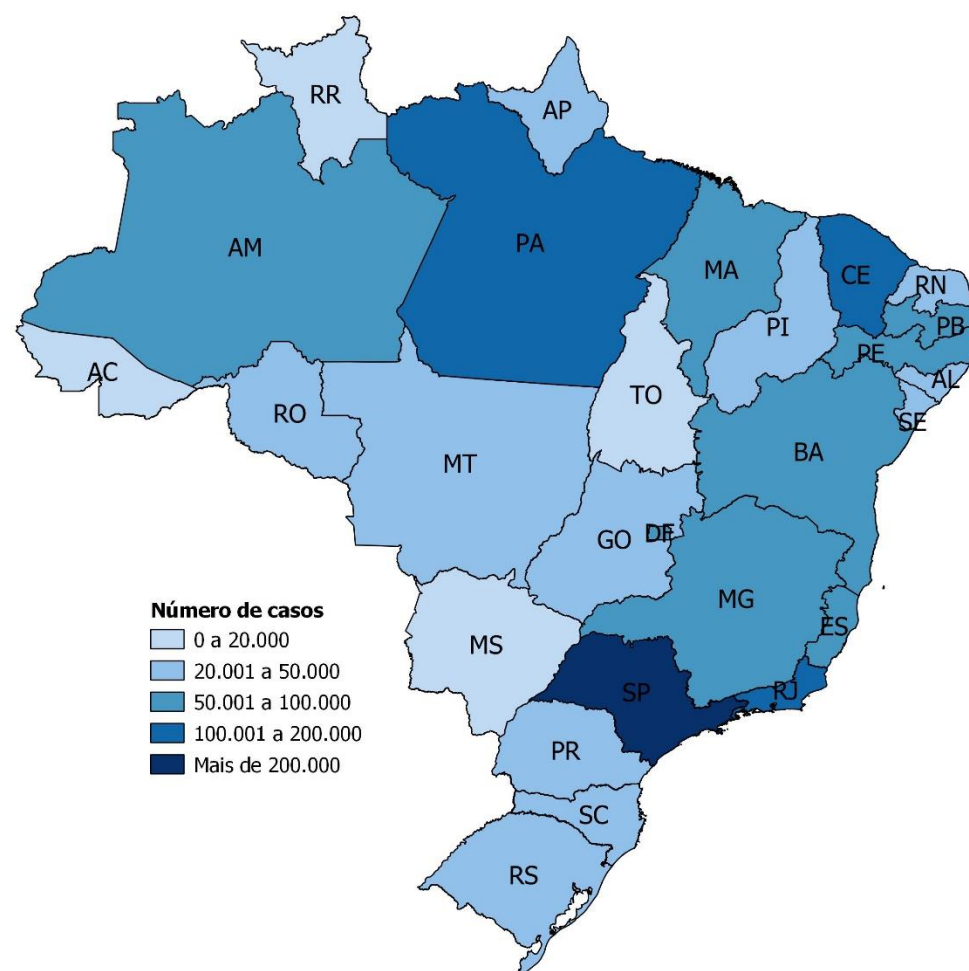 RR
AP
AM
PA
MA
CE
RN
PI
PB
PE
AC
TO
AL
RO
SE
BA
MT
GO
DF
MG
Número de casos
0 a 20.000
20.001 a 50.000
50.001 a 100.000
100.001 a 200.000
Mais de 200.000
ES
MS
SP
RJ
PR
SC
RS